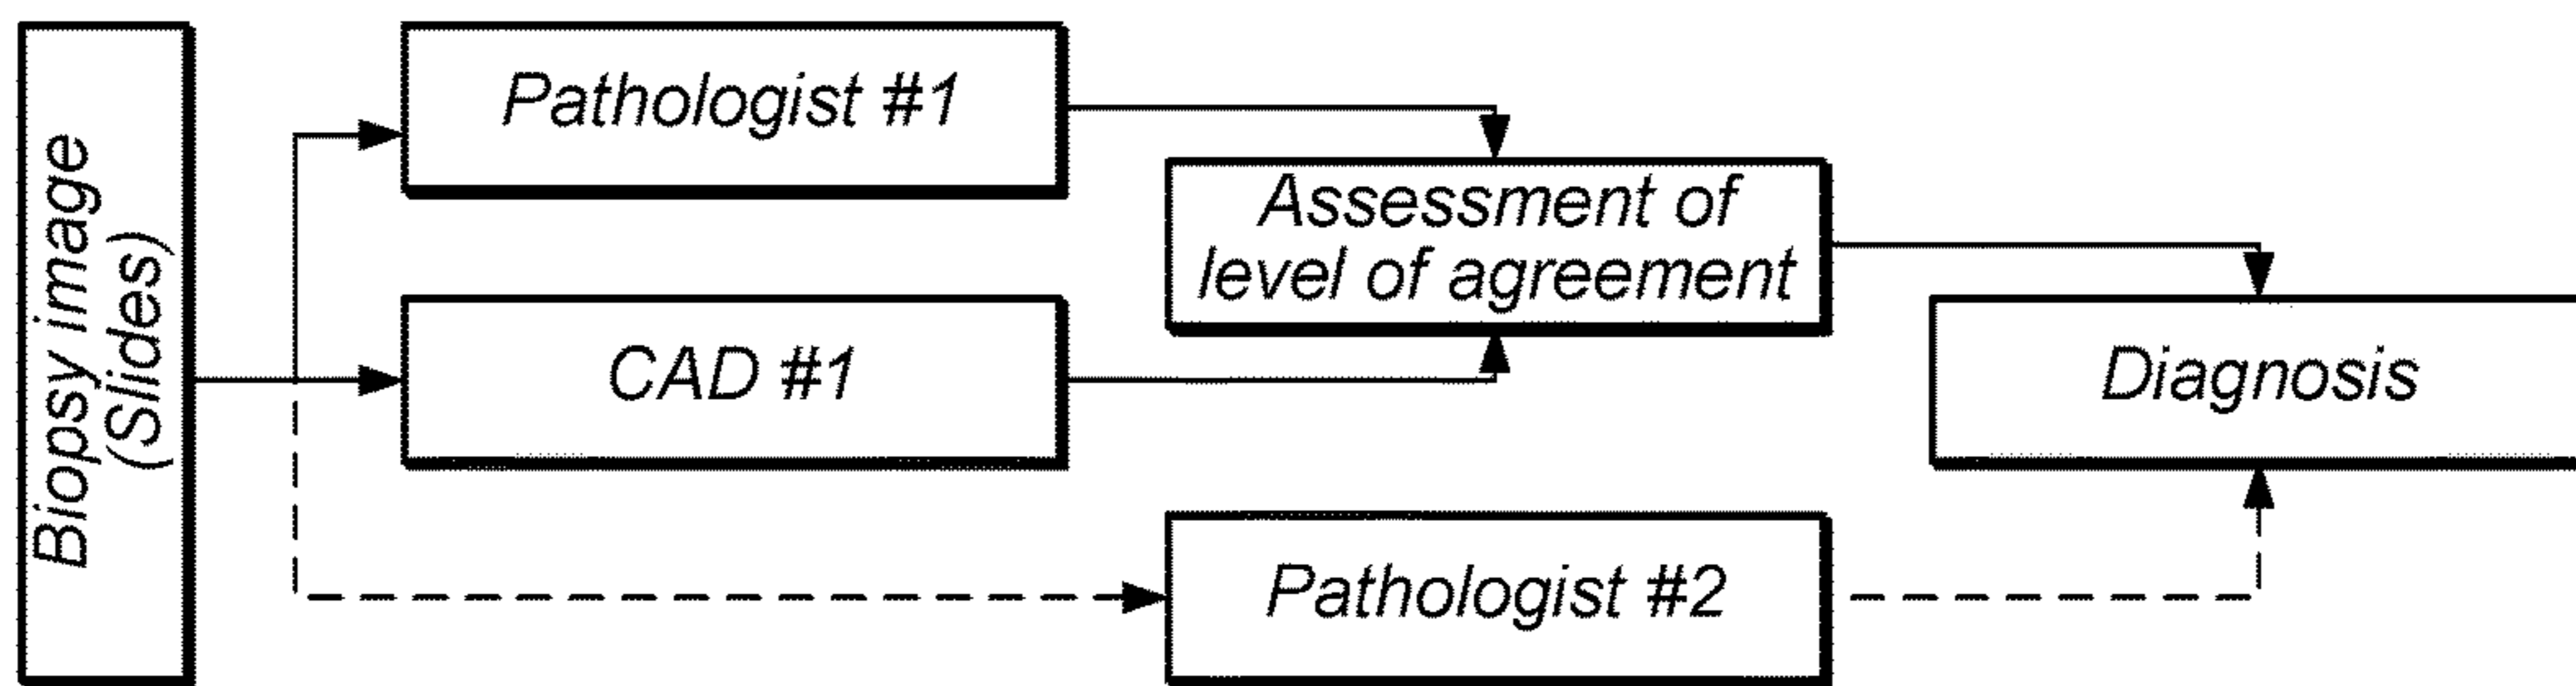 Biopsy image
(Slides)
Pathologist #1
CAD #1
Assessment of
level of agreement
Pathologist #2
Diagnosis